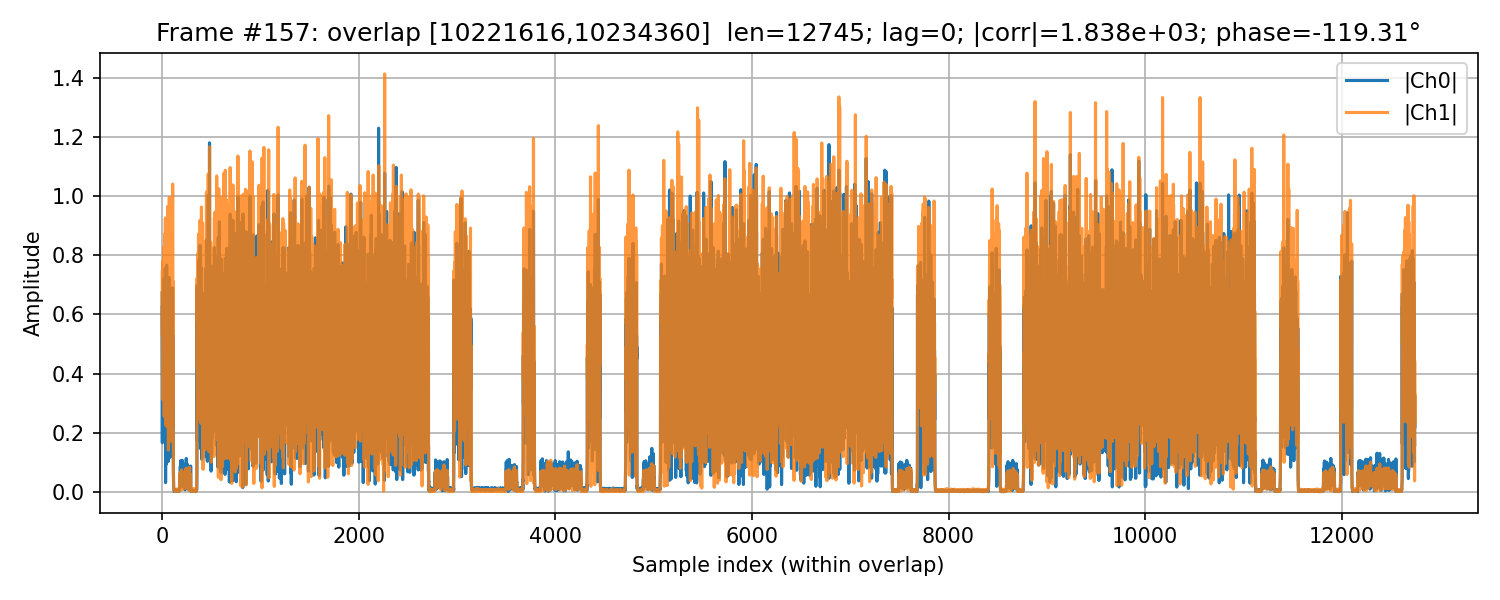 Frame #157: overlap [10221616,10234360]  len=12745; lag=0; |corr|=1.838e+03; phase=-119.31°
|Ch0|
|Ch1|
Amplitude
1.4
1.2
1.0
0.8
0.6
0.4
0.2
0.0
0 2000 4000 6000 8000 10000 12000
Sample index (within overlap)